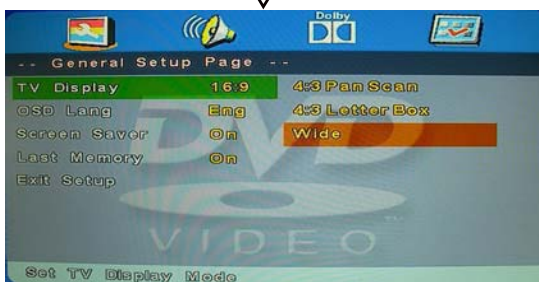 Dolby
-- General Setup Page --
TV Display 16:9 4:3 Pan Scan
OSD Lang Eng 4:3 Letter Box
Screen Saver On Wide
Last Memory On
Exit Setup
DVD
VIDEO
Set TV Display Mode